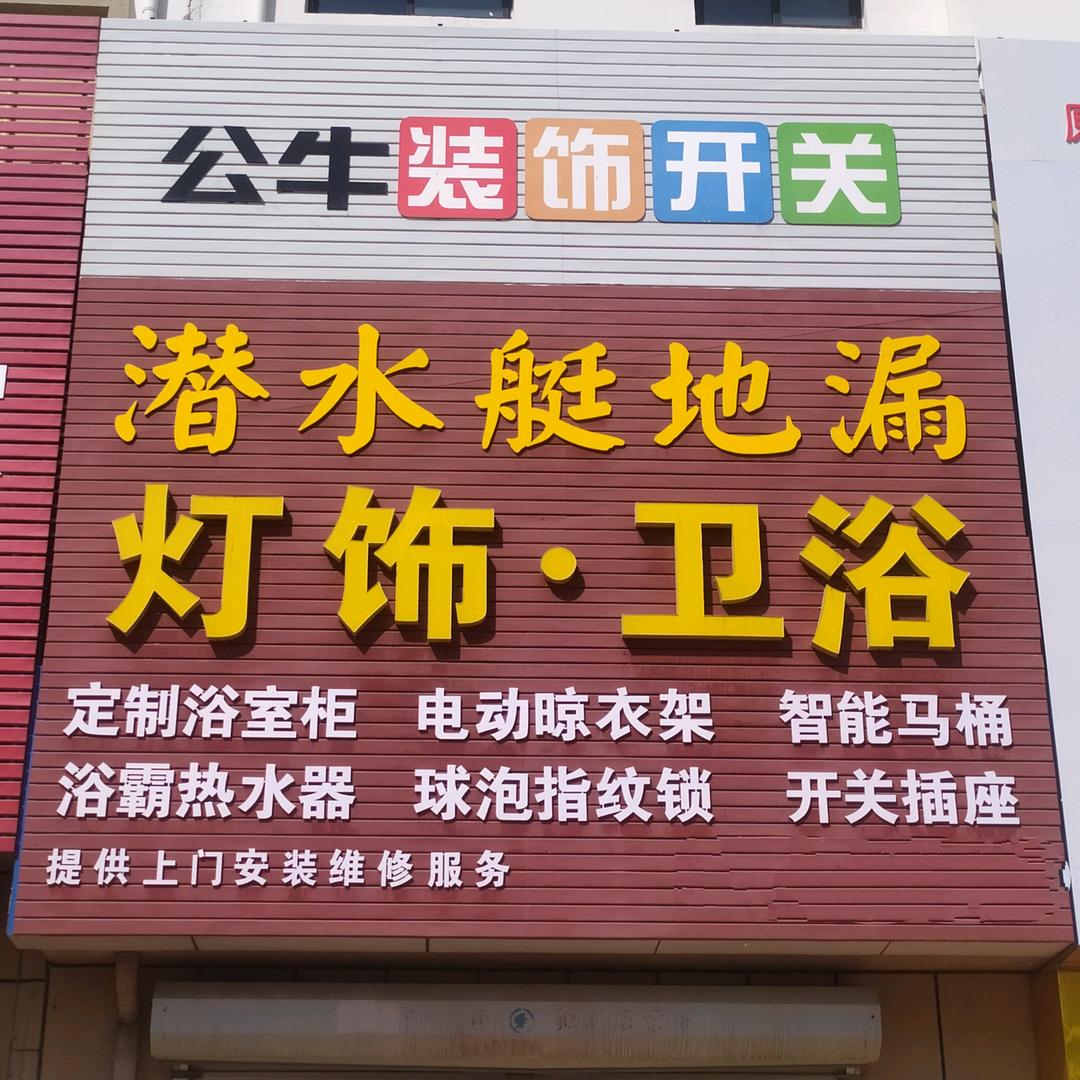 公牛装饰开关
潜水艇地漏
灯饰·卫浴
定制浴室柜 电动晾衣架 智能马桶
浴霸热水器 球泡指纹锁 开关插座
提供上门安装维修服务